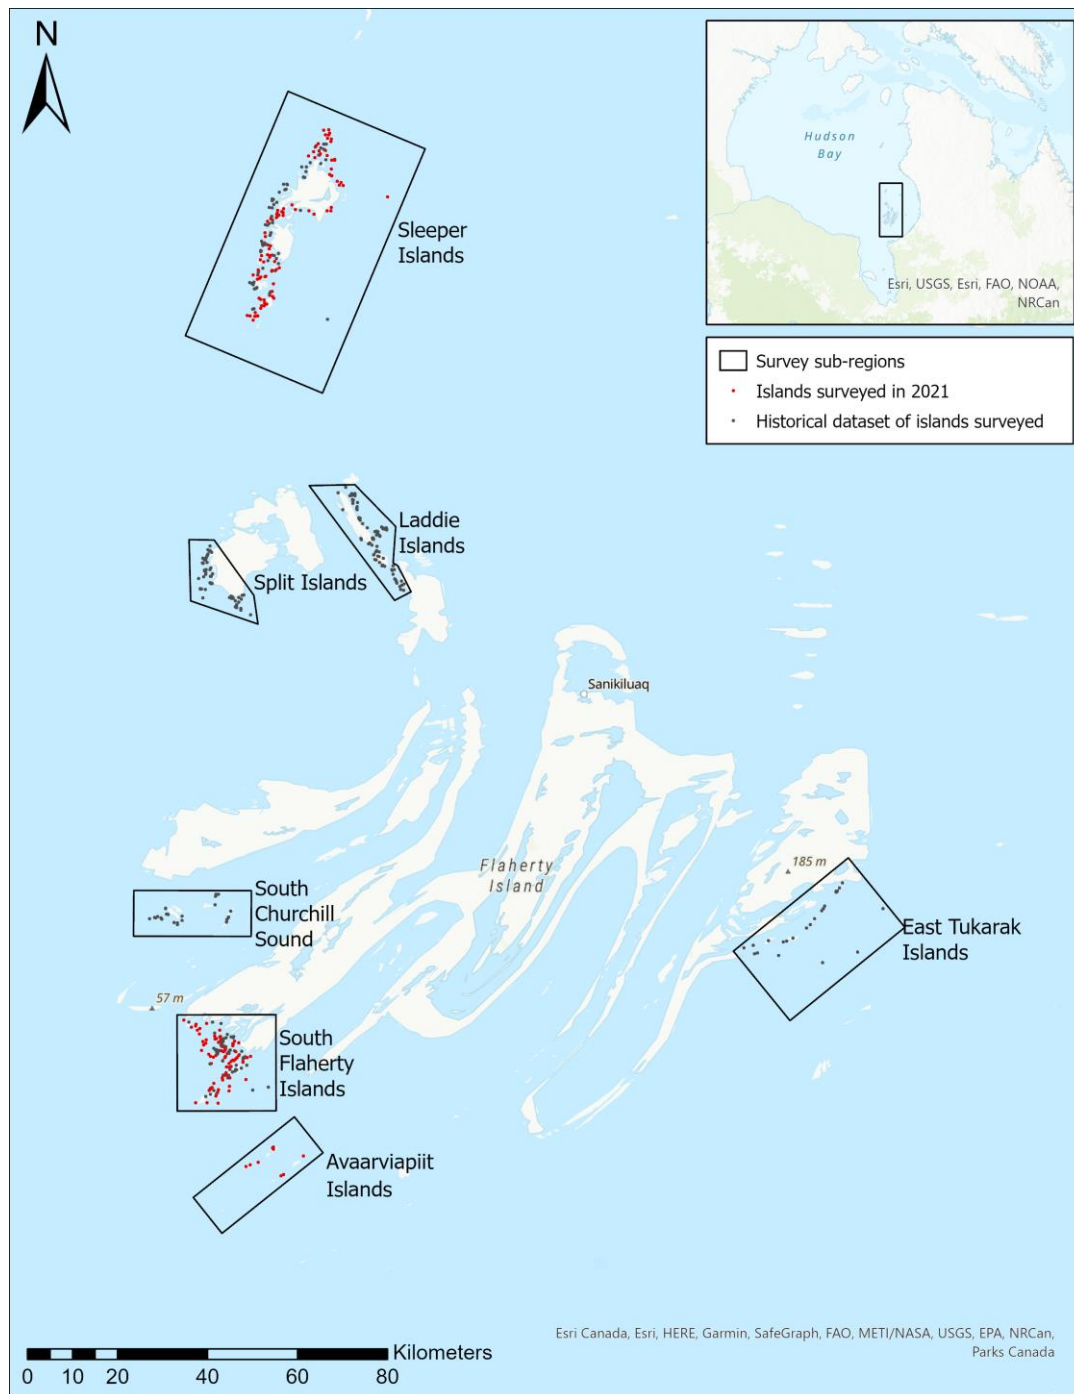 N
Hudson
Bay
Esri, USGS, Esri, FAO, NOAA,
NRCan
Survey sub-regions
Islands surveyed in 2021
Historical dataset of islands surveyed
Sleeper
Islands
Laddie
Islands
Split Islands
Sanikiluaq
Flaherty
Island
185 m
South
Churchill
Sound
East Tukarak
Islands
57 m
South
Flaherty
Islands
Avaarviapiit
Islands
Esri Canada, Esri, HERE, Garmin, SafeGraph, FAO, METI/NASA, USGS, EPA, NRCan,
Parks Canada
Kilometers
0 10 20 40 60 80